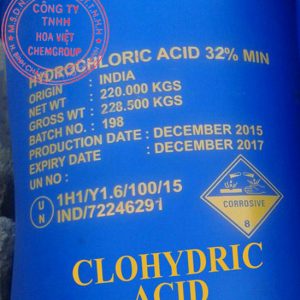 CÔNG TY
TNHH
HOA VIỆT
CHEMGROUP
HYDROCHLORIC ACID 32% MIN
ORIGIN : INDIA
NET WT : 220.000 KGS
GROSS WT : 228.500 KGS
BATCH NO. : 198
PRODUCTION DATE : DECEMBER 2015
EXPIRY DATE : DECEMBER 2017
UN NO :
UN
1H1/Y1.6/100/15
IND/72246291
CORROSIVE
8
CLOHYDRIC
ACID